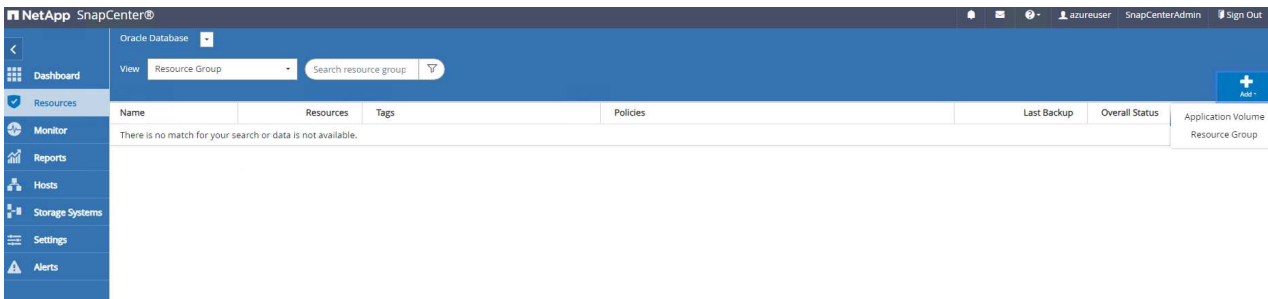 NetApp SnapCenter®
azureuser SnapCenterAdmin Sign Out
Oracle Database
View Resource Group Search resource group
Add
Dashboard
Resources
Monitor
Reports
Hosts
Storage Systems
Settings
Alerts
Name Resources Tags Policies Last Backup Overall Status
There is no match for your search or data is not available.
Application Volume
Resource Group